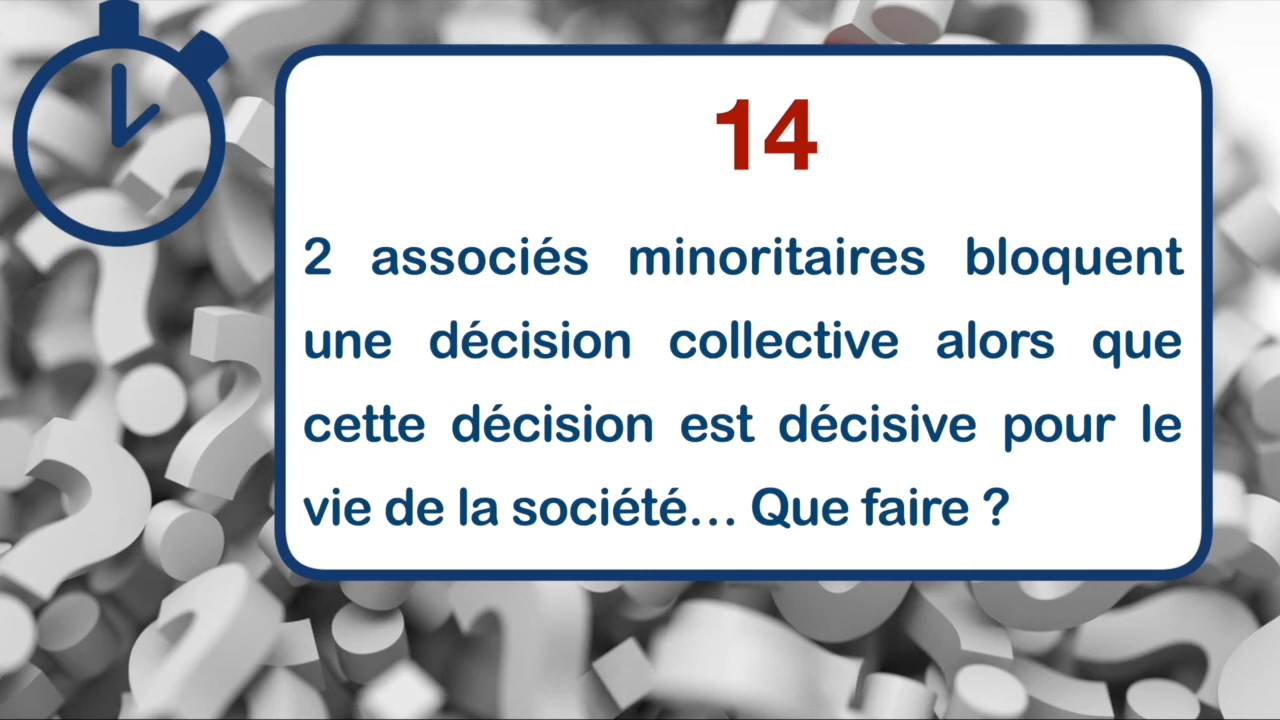 14
2 associés minoritaires bloquent
une décision collective alors que
cette décision est décisive pour le
vie de la société... Que faire ?